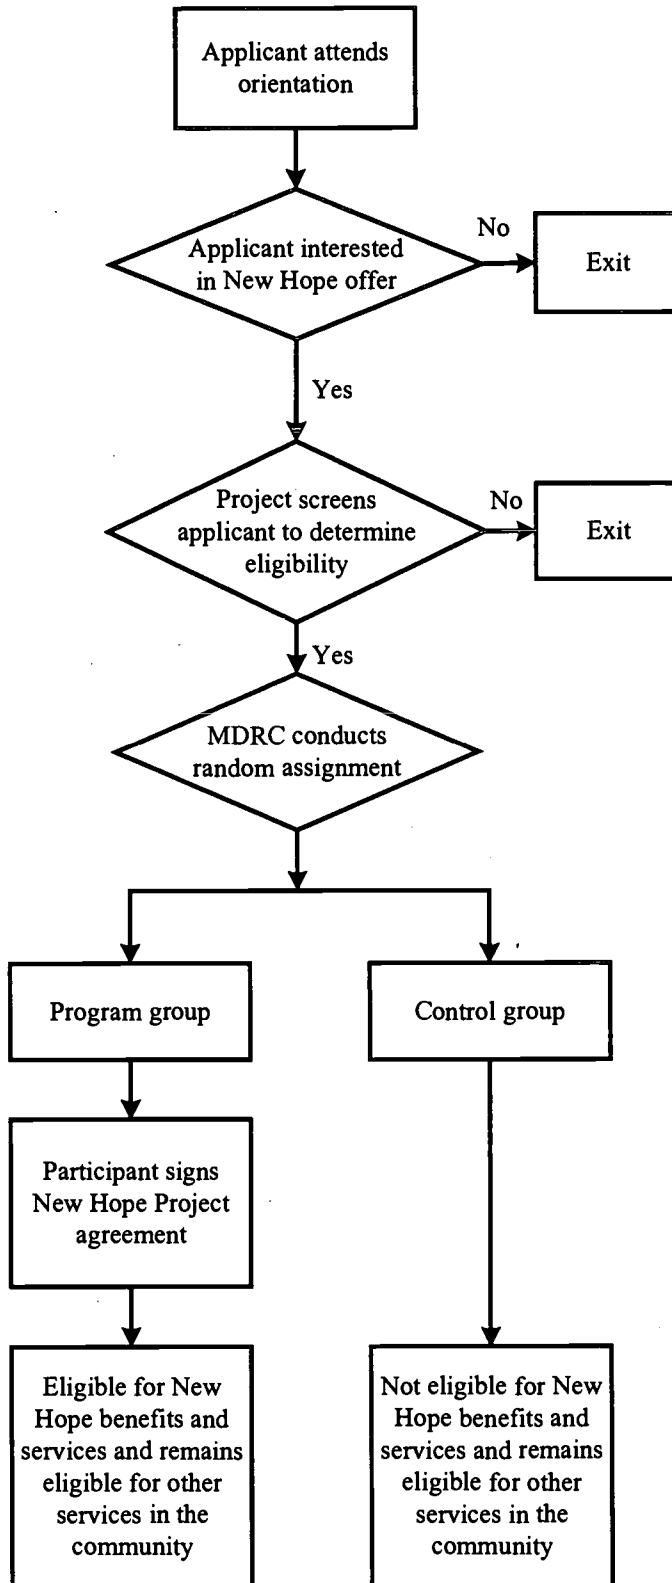 Applicant attends
orientation
Applicant interested
in New Hope offer
No
Exit
Yes
Project screens
applicant to determine
eligibility
No
Exit
Yes
MDRC conducts
random assignment
Program group
Control group
Participant signs
New Hope Project
agreement
Eligible for New
Hope benefits and
services and remains
eligible for other
services in the
community
Not eligible for New
Hope benefits and
services and remains
eligible for other
services in the
community